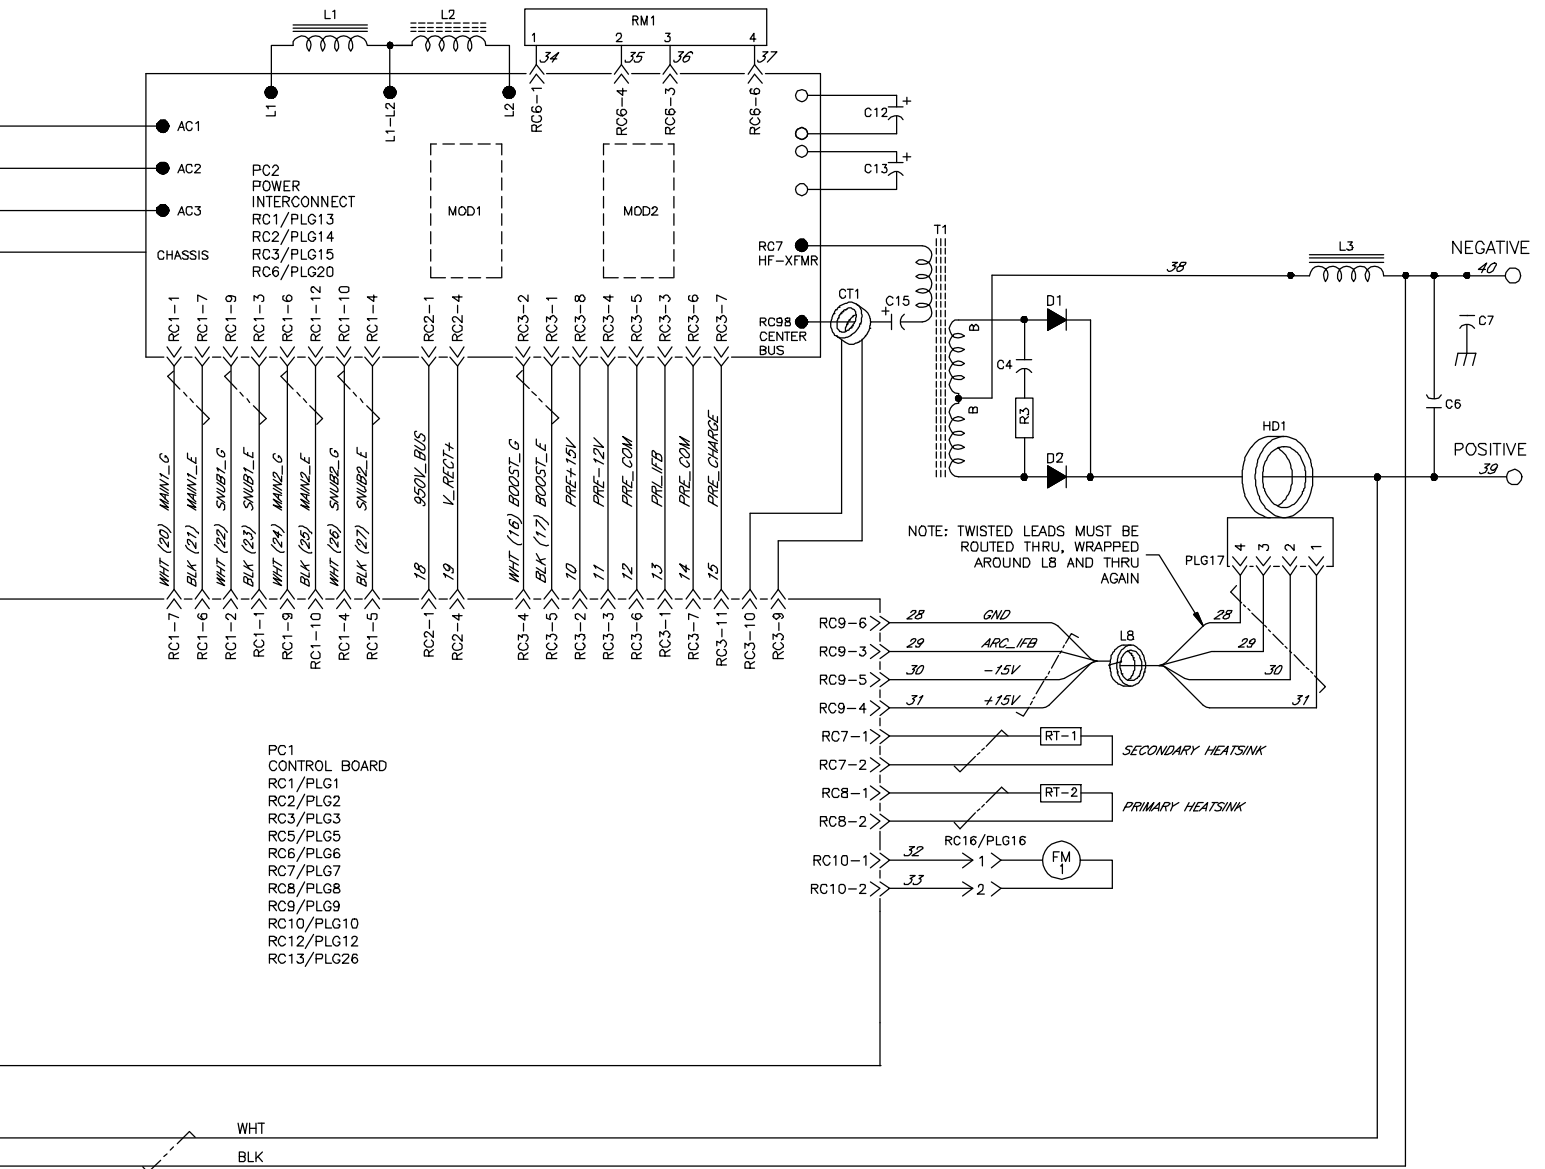 L1
L2
RM1
1
2
3
4
34
35
36
37
L1
L1-L2
L2
RC6-1
RC6-4
RC6-3
RC6-6
C12
+
C13
+
AC1
AC2
AC3
CHASSIS
PC2
POWER
INTERCONNECT
RC1/PLG13
RC2/PLG14
RC3/PLG15
RC6/PLG20
MOD1
MOD2
RC7
HF-XFMR
RC98
CENTER
BUS
CT1
+
C15
T1
B
B
D1
C4
R3
D2
38
L3
NEGATIVE
40
C7
C6
HD1
POSITIVE
39
RC1-1
RC1-7
RC1-9
RC1-3
RC1-6
RC1-12
RC1-10
RC1-4
RC2-1
RC2-4
RC3-2
RC3-1
RC3-8
RC3-4
RC3-5
RC3-3
RC3-6
RC3-7
WHT (20) MAIN1_G
BLK (21) MAIN1_E
WHT (22) SNUB1_G
BLK (23) SNUB1_E
WHT (24) MAIN2_G
BLK (25) MAIN2_E
WHT (26) SNUB2_G
BLK (27) SNUB2_E
18 950V_BUS
19 V_RECT+
WHT (16) BOOST_G
BLK (17) BOOST_E
10 PRE+15V
11 PRE-12V
12 PRE_COM
13 PRI_IFB
14 PRE_COM
15 PRE_CHARGE
RC1-7
RC1-6
RC1-2
RC1-1
RC1-9
RC1-10
RC1-4
RC1-5
RC2-1
RC2-4
RC3-4
RC3-5
RC3-2
RC3-3
RC3-6
RC3-1
RC3-7
RC3-11
RC3-10
RC3-9
NOTE: TWISTED LEADS MUST BE
ROUTED THRU, WRAPPED
AROUND L8 AND THRU
AGAIN
PLG17
4
3
2
1
RC9-6
28
GND
RC9-3
29
ARC_IFB
RC9-5
30
-15V
RC9-4
31
+15V
L8
28
29
30
31
RC7-1
RT-1
RC7-2
SECONDARY HEATSINK
RC8-1
RT-2
RC8-2
PRIMARY HEATSINK
RC16/PLG16
RC10-1
32
1
FM
1
RC10-2
33
2
PC1
CONTROL BOARD
RC1/PLG1
RC2/PLG2
RC3/PLG3
RC5/PLG5
RC6/PLG6
RC7/PLG7
RC8/PLG8
RC9/PLG9
RC10/PLG10
RC12/PLG12
RC13/PLG26
WHT
BLK